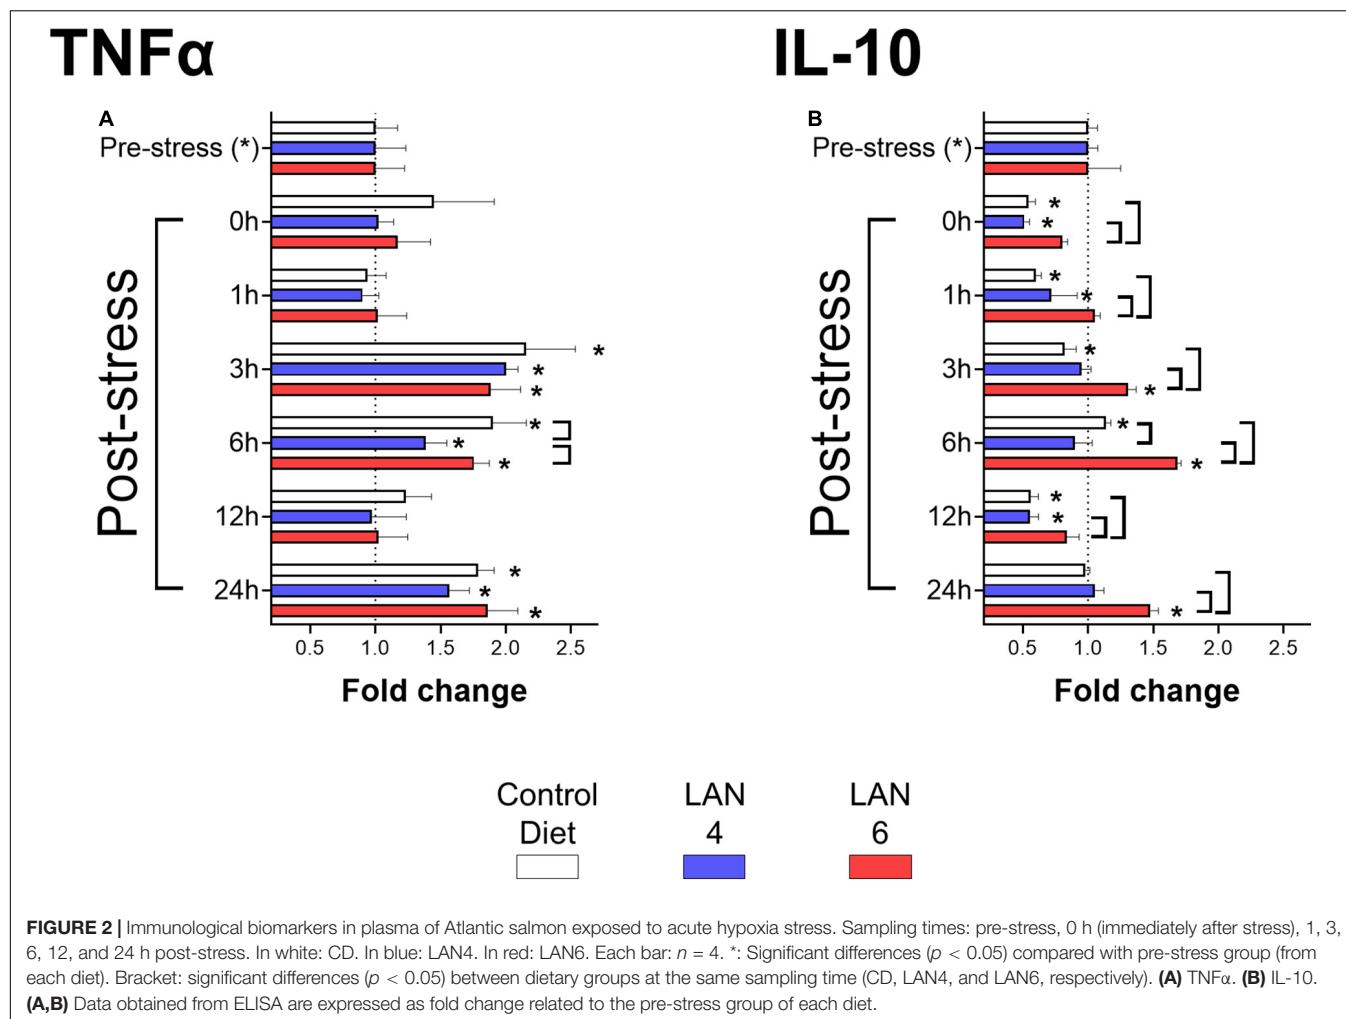 TNFα
IL-10
A
Pre-stress (*)
0h
1h
3h
*
*
*
6h
*
*
*
12h
24h
*
*
*
Post-stress
0.5 1.0 1.5 2.0 2.5
Fold change
B
Pre-stress (*)
0h
*
*
1h
*
*
3h
*
*
6h
*
*
12h
*
*
24h
*
Post-stress
0.5 1.0 1.5 2.0 2.5
Fold change
Control
Diet
LAN
4
LAN
6
FIGURE 2 | Immunological biomarkers in plasma of Atlantic salmon exposed to acute hypoxia stress. Sampling times: pre-stress, 0 h (immediately after stress), 1, 3,
6, 12, and 24 h post-stress. In white: CD. In blue: LAN4. In red: LAN6. Each bar: n = 4. *: Significant differences (p < 0.05) compared with pre-stress group (from
each diet). Bracket: significant differences (p < 0.05) between dietary groups at the same sampling time (CD, LAN4, and LAN6, respectively). (A) TNFα. (B) IL-10.
(A,B) Data obtained from ELISA are expressed as fold change related to the pre-stress group of each diet.